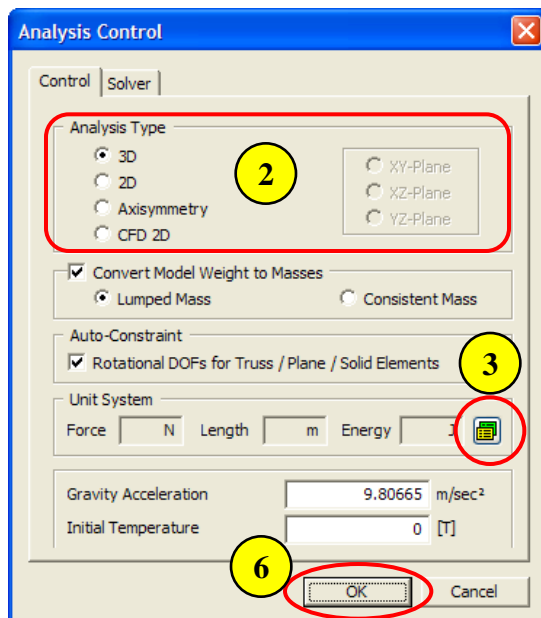 Analysis Control
Control Solver
Analysis Type
3D
2D
Axisymmetry
CFD 2D
2
XY-Plane
XZ-Plane
YZ-Plane
Convert Model Weight to Masses
Lumped Mass Consistent Mass
Auto-Constraint
Rotational DOFs for Truss / Plane / Solid Elements
3
Unit System
Force N Length m Energy J
Gravity Acceleration 9.80665 m/sec²
Initial Temperature 0 [T]
6
OK Cancel